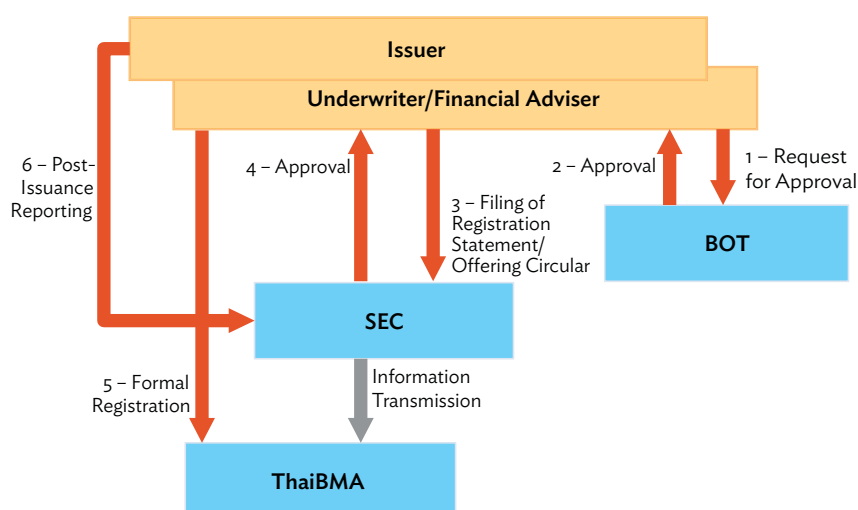 Issuer
Underwriter/Financial Adviser
6 – Post-
Issuance
Reporting
4 – Approval
2 – Approval
1 – Request
for Approval
3 – Filing of
Registration
Statement/
Offering Circular
BOT
SEC
5 – Formal
Registration
Information
Transmission
ThaiBMA